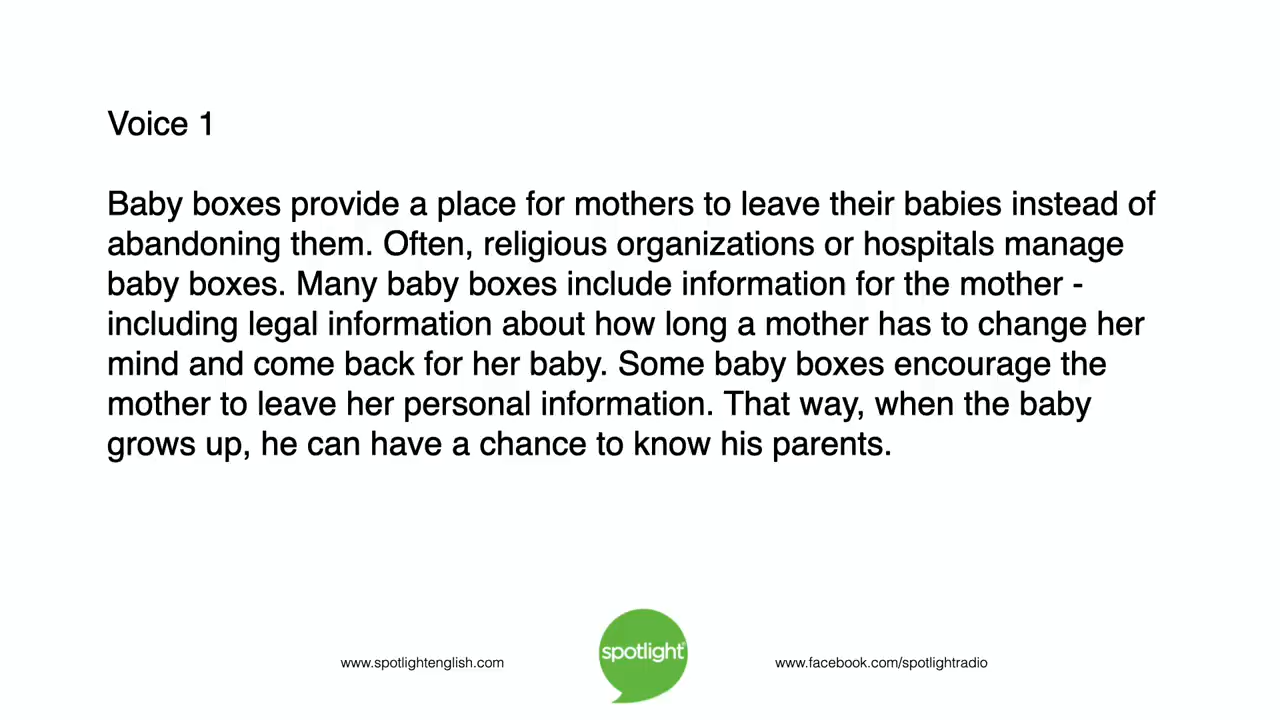 Voice 1
Baby boxes provide a place for mothers to leave their babies instead of
abandoning them. Often, religious organizations or hospitals manage
baby boxes. Many baby boxes include information for the mother -
including legal information about how long a mother has to change her
mind and come back for her baby. Some baby boxes encourage the
mother to leave her personal information. That way, when the baby
grows up, he can have a chance to know his parents.
www.spotlightenglish.com
spotlight
www.facebook.com/spotlightradio